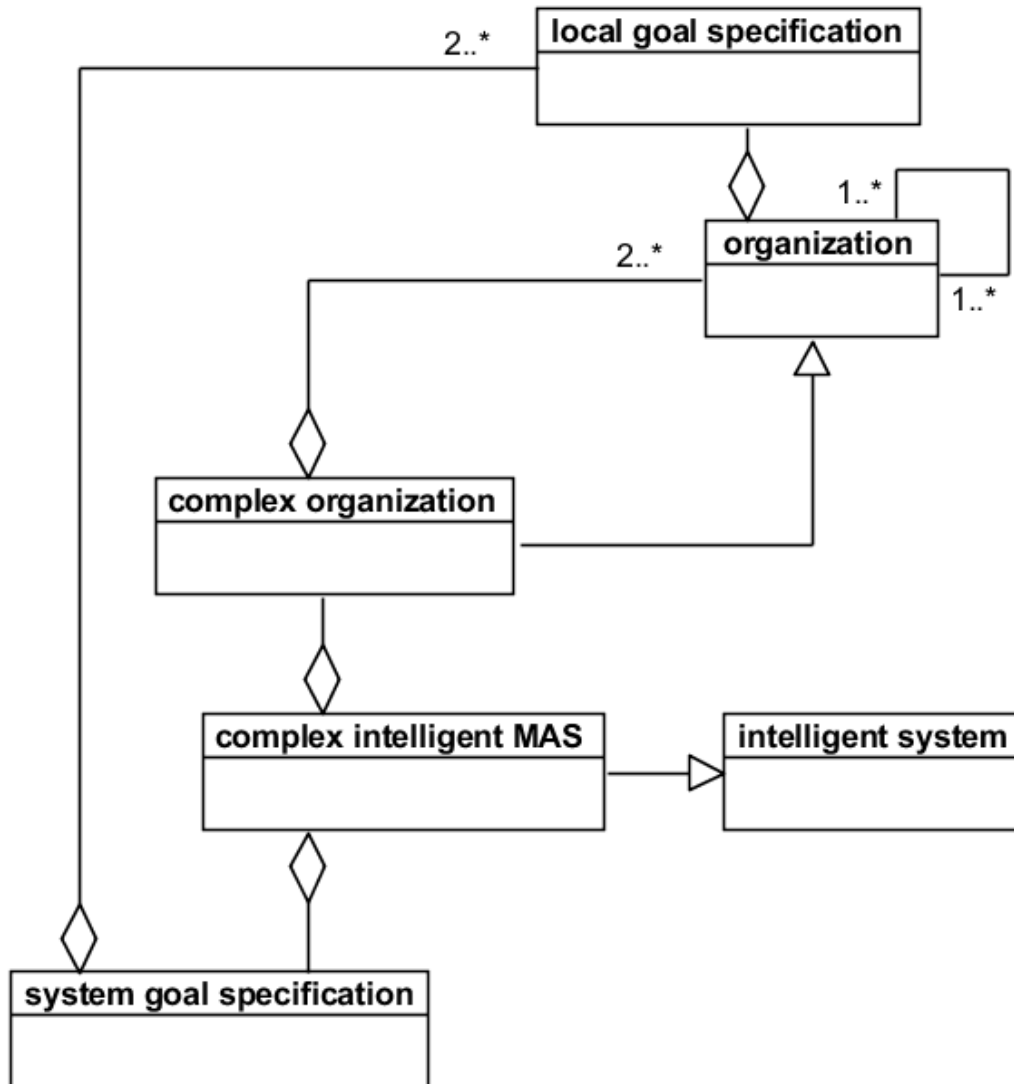 local goal specification
2..*
1..*
organization
2..*
1..*
complex organization
complex intelligent MAS
intelligent system
system goal specification